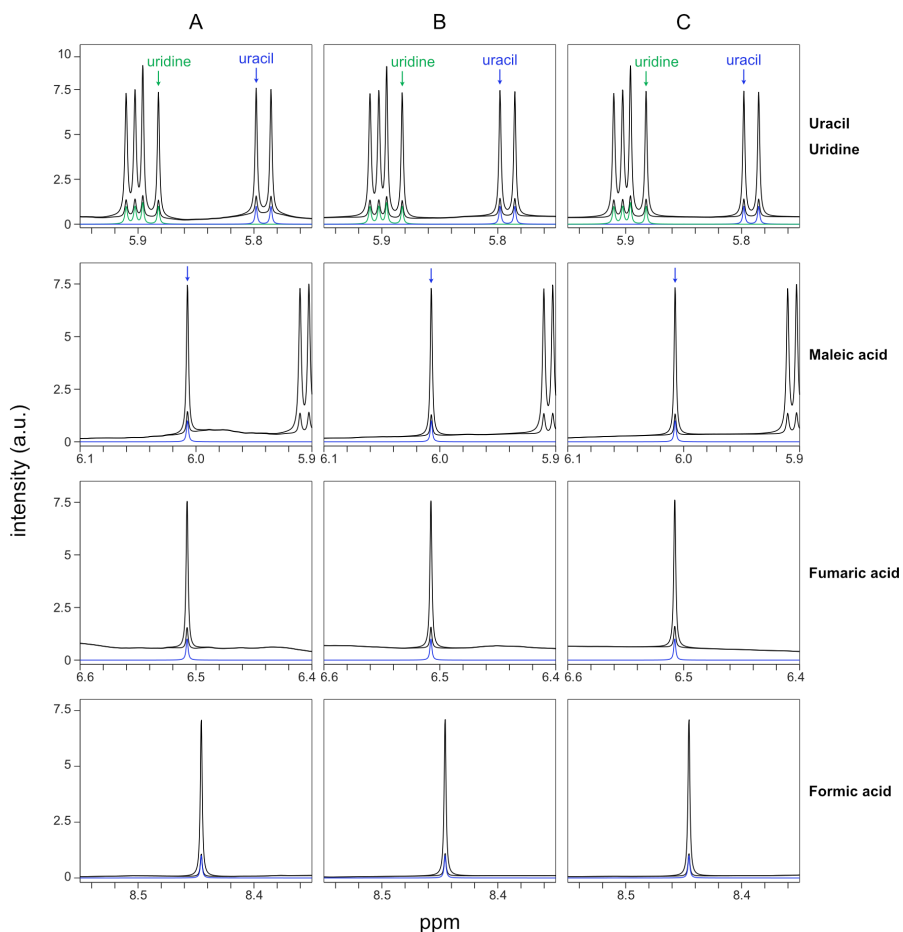 A B C
10
7.5
5
2.5
0
uridine uracil
uridine uracil
uridine uracil
Uracil
Uridine
5.9 5.8 5.9 5.8 5.9 5.8
7.5
5
2.5
0
Maleic acid
6.1 6.0 5.9 6.1 6.0 5.9 6.1 6.0 5.9
intensity (a.u.)
7.5
5
2.5
0
Fumaric acid
6.6 6.5 6.4 6.6 6.5 6.4 6.6 6.5 6.4
7.5
5
2.5
0
Formic acid
8.5 8.4 8.5 8.4 8.5 8.4
ppm